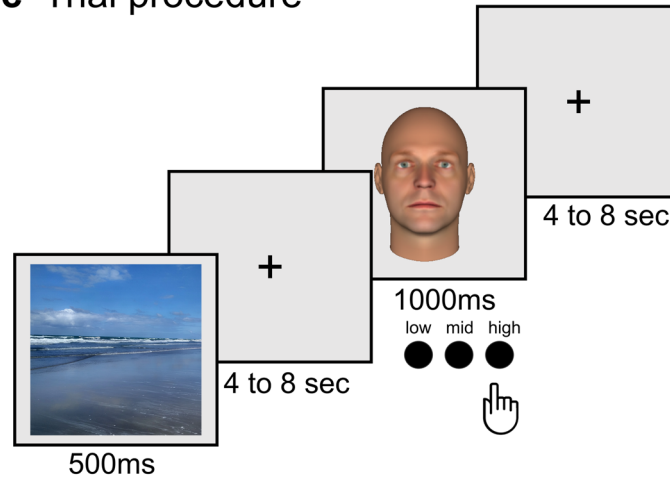 Trial procedure
4 to 8 sec
1000ms
low mid high
4 to 8 sec
500ms